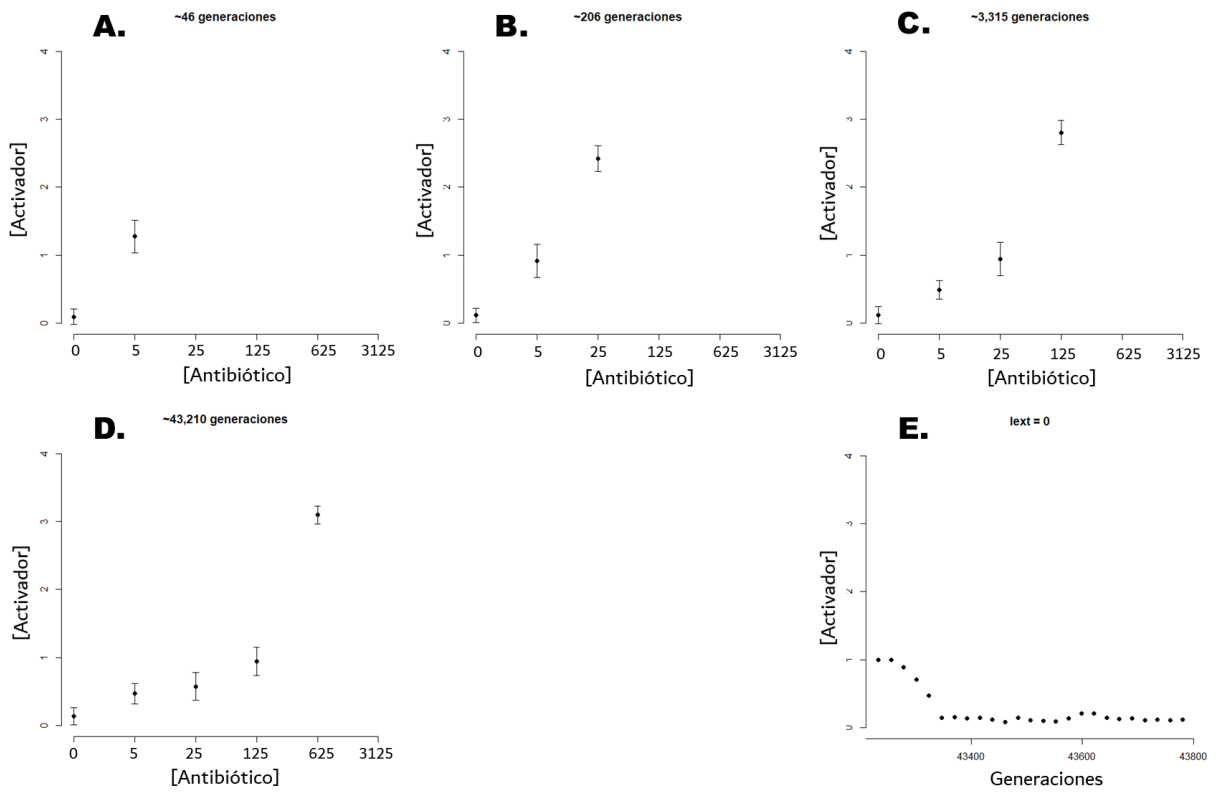 A. ~46 generaciones
[Activador]
4
3
2
1
0
0 5 25 125 625 3125
[Antibiótico]
B. ~206 generaciones
[Activador]
4
3
2
1
0
0 5 25 125 625 3125
[Antibiótico]
C. ~3,315 generaciones
[Activador]
4
3
2
1
0
0 5 25 125 625 3125
[Antibiótico]
D. ~43,210 generaciones
[Activador]
4
3
2
1
0
0 5 25 125 625 3125
[Antibiótico]
E. Iext = 0
[Activador]
4
3
2
1
0
43400 43600 43800
Generaciones